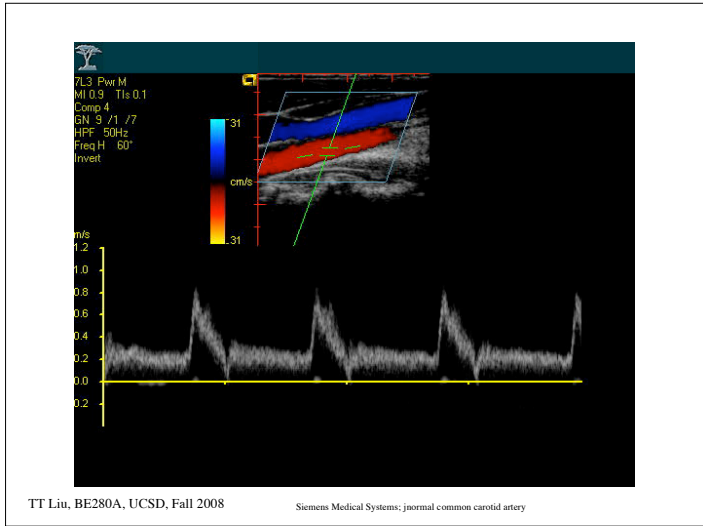 7L3 Pwr M
MI 0.9 TIs 0.1
Comp 4
GN 9 /1 /7
HPF 50Hz
Freq H 60°
Invert
31
cm/s
31
m/s
1.2
1.0
0.8
0.6
0.4
0.2
0.0
0.2
TT Liu, BE280A, UCSD, Fall 2008
Siemens Medical Systems; jnormal common carotid artery